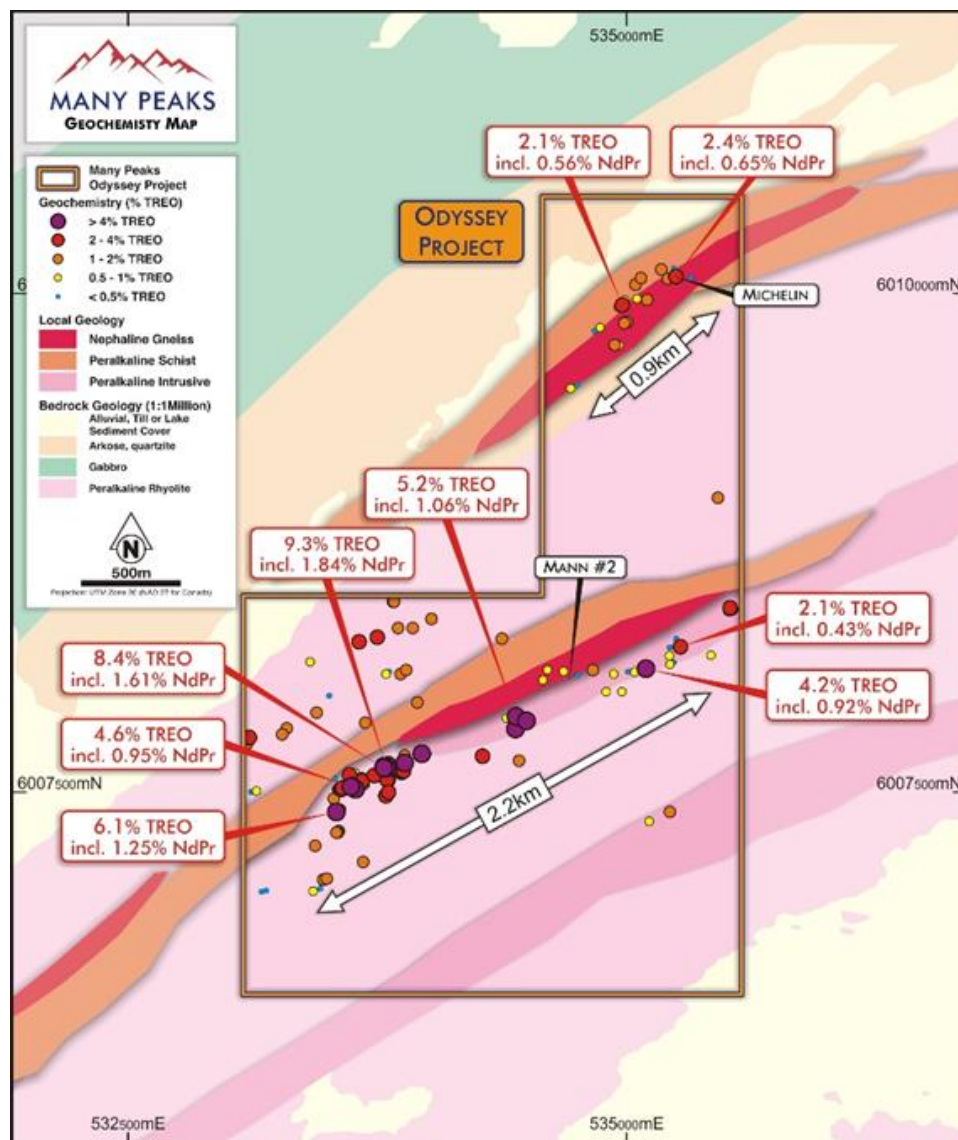 535000mE
MANY PEAKS
GEOCHEMISTY MAP
Many Peaks
Odyssey Project
Geochemistry (% TREO)
> 4% TREO
2 - 4% TREO
1 - 2% TREO
0.5 - 1% TREO
< 0.5% TREO
Local Geology
Nephaline Gneiss
Peralkaline Schist
Peralkaline Intrusive
Bedrock Geology (1:1Million)
Alluvial, Till or Lake
Sediment Cover
Arkose, quartzite
Gabbro
Peralkaline Rhyolite
N
500m
2.1% TREO
incl. 0.56% NdPr
2.4% TREO
incl. 0.65% NdPr
ODYSSEY
PROJECT
6
6010000mN
MICHELIN
0.9km
5.2% TREO
incl. 1.06% NdPr
9.3% TREO
incl. 1.84% NdPr
MANN #2
2.1% TREO
incl. 0.43% NdPr
8.4% TREO
incl. 1.61% NdPr
4.2% TREO
incl. 0.92% NdPr
4.6% TREO
incl. 0.95% NdPr
6007500mN
6007500mN
2.2km
6.1% TREO
incl. 1.25% NdPr
532500mE
535000mE